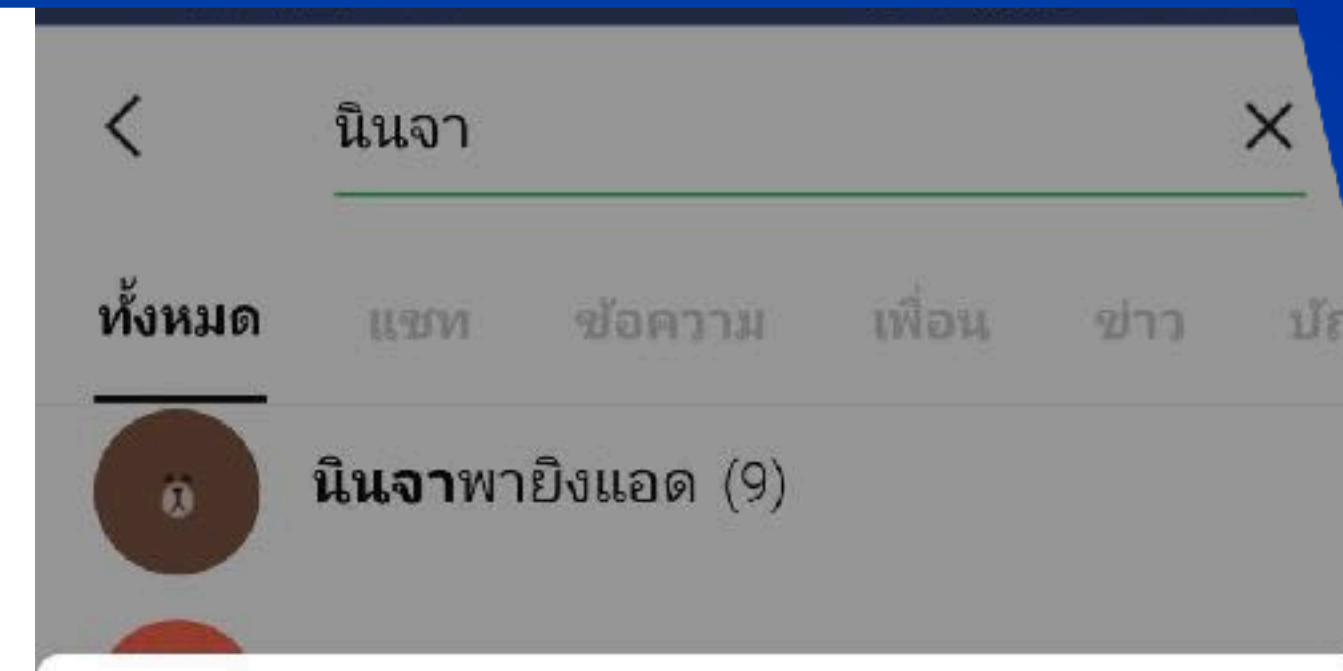 นินจา
ทั้งหมด แชท ข้อความ เพื่อน ข่าว
นินจาพายิงแอด (9)